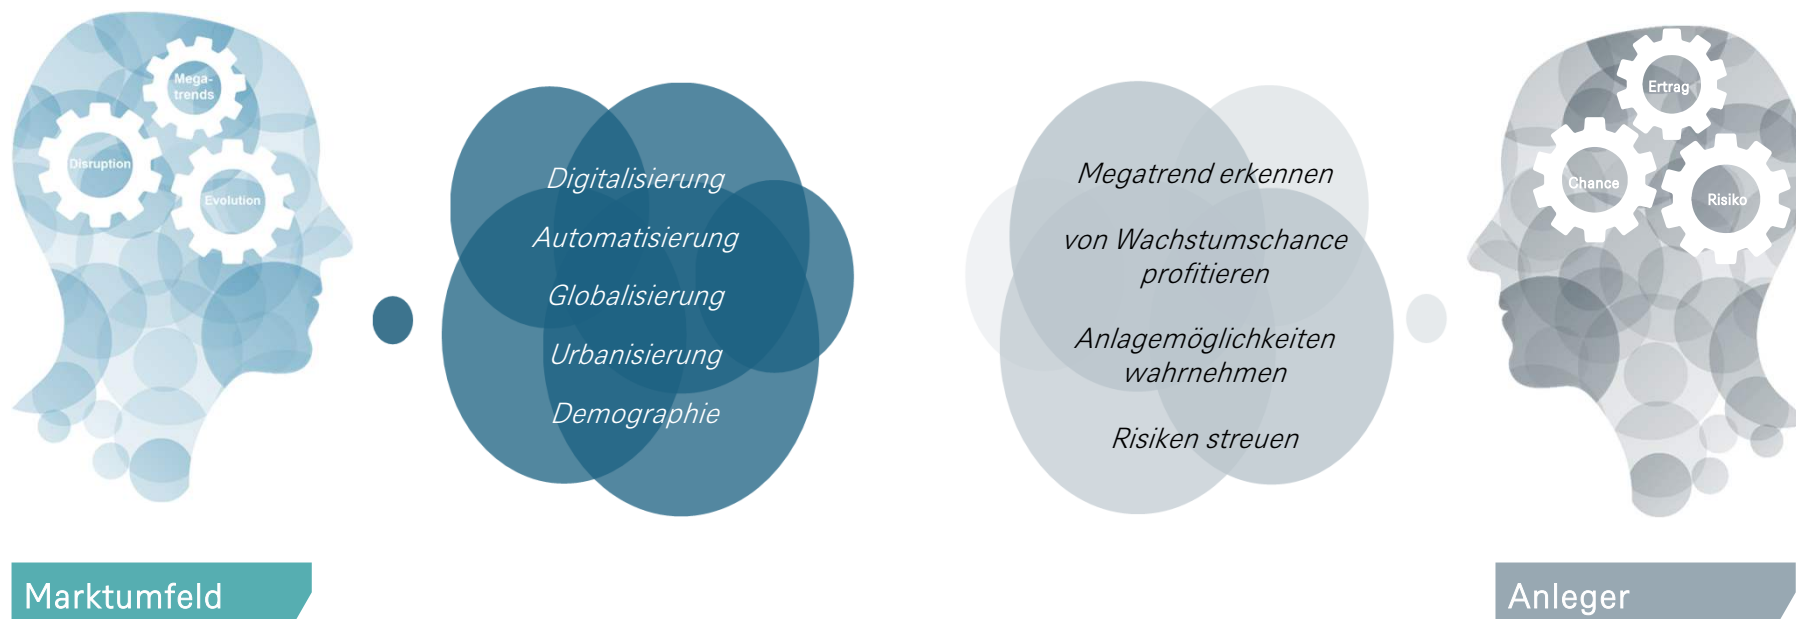 Mega-
trends
Disruption
Evolution
Digitalisierung
Automatisierung
Globalisierung
Urbanisierung
Demographie
Marktumfeld
Megatrend erkennen
von Wachstumschance
profitieren
Anlagemöglichkeiten
wahrnehmen
Risiken streuen
Ertrag
Chance
Risiko
Anleger